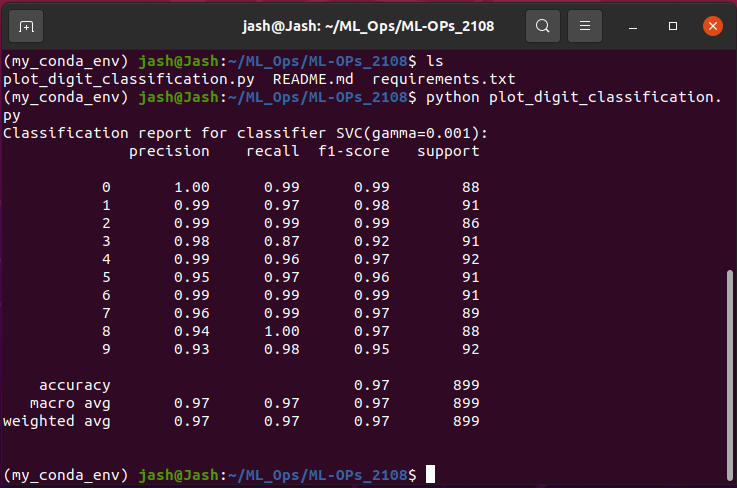 jash@Jash: ~/ML_Ops/ML-OPs_2108
(my_conda_env) jash@Jash:~/ML_Ops/ML-OPs_2108$ ls
plot_digit_classification.py  README.md  requirements.txt
(my_conda_env) jash@Jash:~/ML_Ops/ML-OPs_2108$ python plot_digit_classification.
py
Classification report for classifier SVC(gamma=0.001):
              precision    recall  f1-score   support

           0       1.00      0.99      0.99        88
           1       0.99      0.97      0.98        91
           2       0.99      0.99      0.99        86
           3       0.98      0.87      0.92        91
           4       0.99      0.96      0.97        92
           5       0.95      0.97      0.96        91
           6       0.99      0.99      0.99        91
           7       0.96      0.99      0.97        89
           8       0.94      1.00      0.97        88
           9       0.93      0.98      0.95        92

    accuracy                           0.97       899
   macro avg       0.97      0.97      0.97       899
weighted avg       0.97      0.97      0.97       899

(my_conda_env) jash@Jash:~/ML_Ops/ML-OPs_2108$